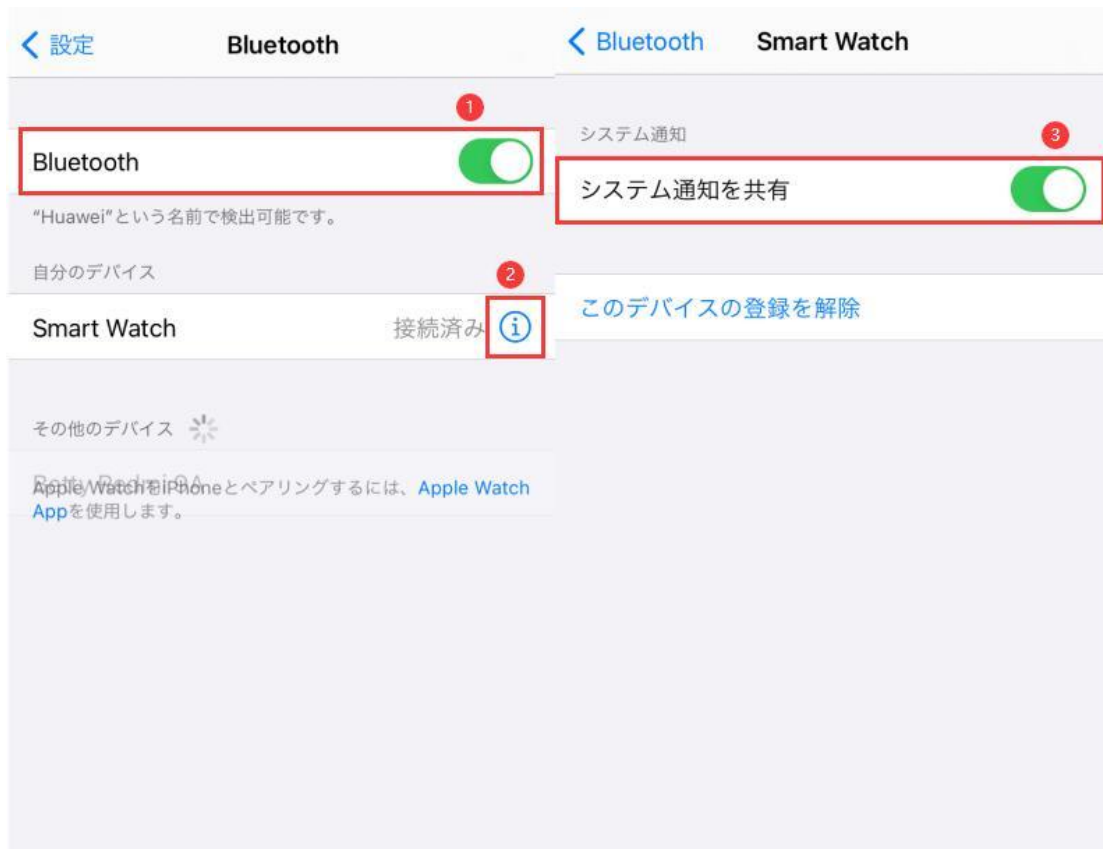 設定
Bluetooth
1
Bluetooth
“Huawei”という名前で検出可能です。
自分のデバイス
2
Smart Watch
接続済み
その他のデバイス
Apple WatchをiPhoneとペアリングするには、Apple Watch
Appを使用します。
Bluetooth
Smart Watch
システム通知
3
システム通知を共有
このデバイスの登録を解除